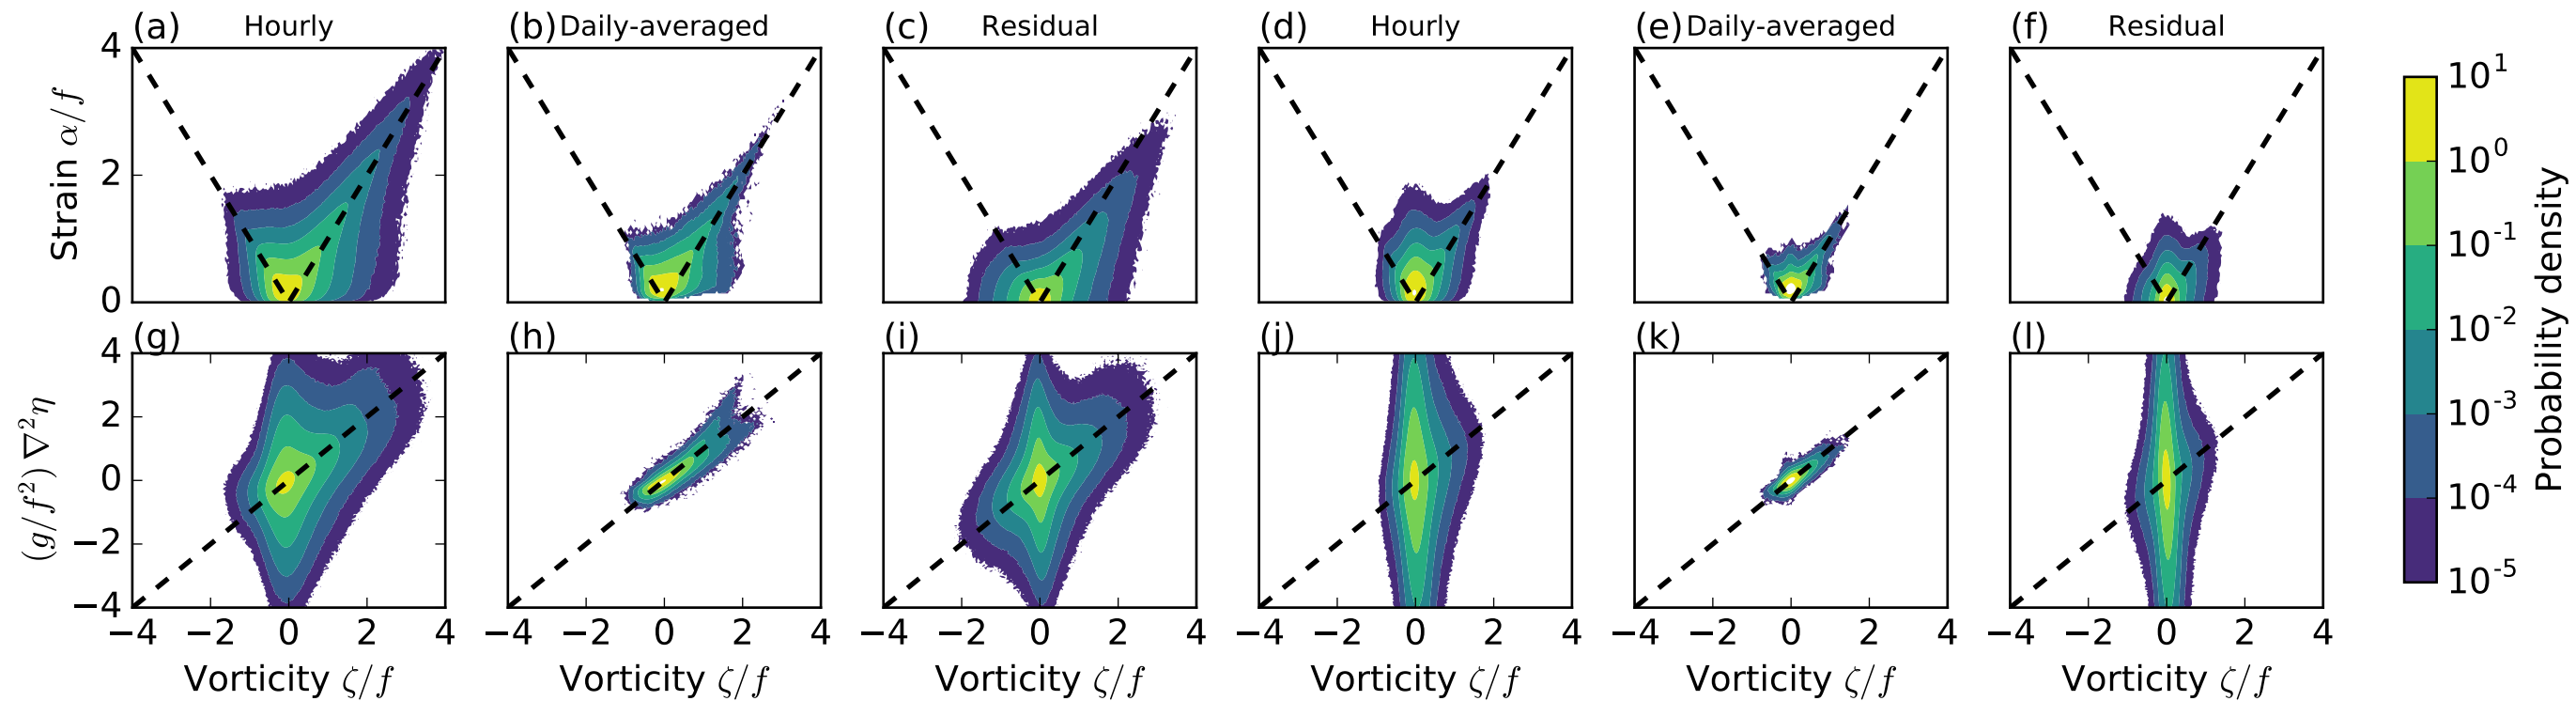 (a) Hourly
(b) Daily-averaged
(c) Residual
(d) Hourly
(e) Daily-averaged
(f) Residual
4
2
0
Strain α/f
(g)
(h)
(i)
(j)
(k)
(l)
4
2
0
−2
−4
(g/f²) ∇²η
−4 −2 0 2 4
−4 −2 0 2 4
−4 −2 0 2 4
−4 −2 0 2 4
−4 −2 0 2 4
−4 −2 0 2 4
Vorticity ζ/f
Vorticity ζ/f
Vorticity ζ/f
Vorticity ζ/f
Vorticity ζ/f
Vorticity ζ/f
10¹
10⁰
10⁻¹
10⁻²
10⁻³
10⁻⁴
10⁻⁵
Probability density